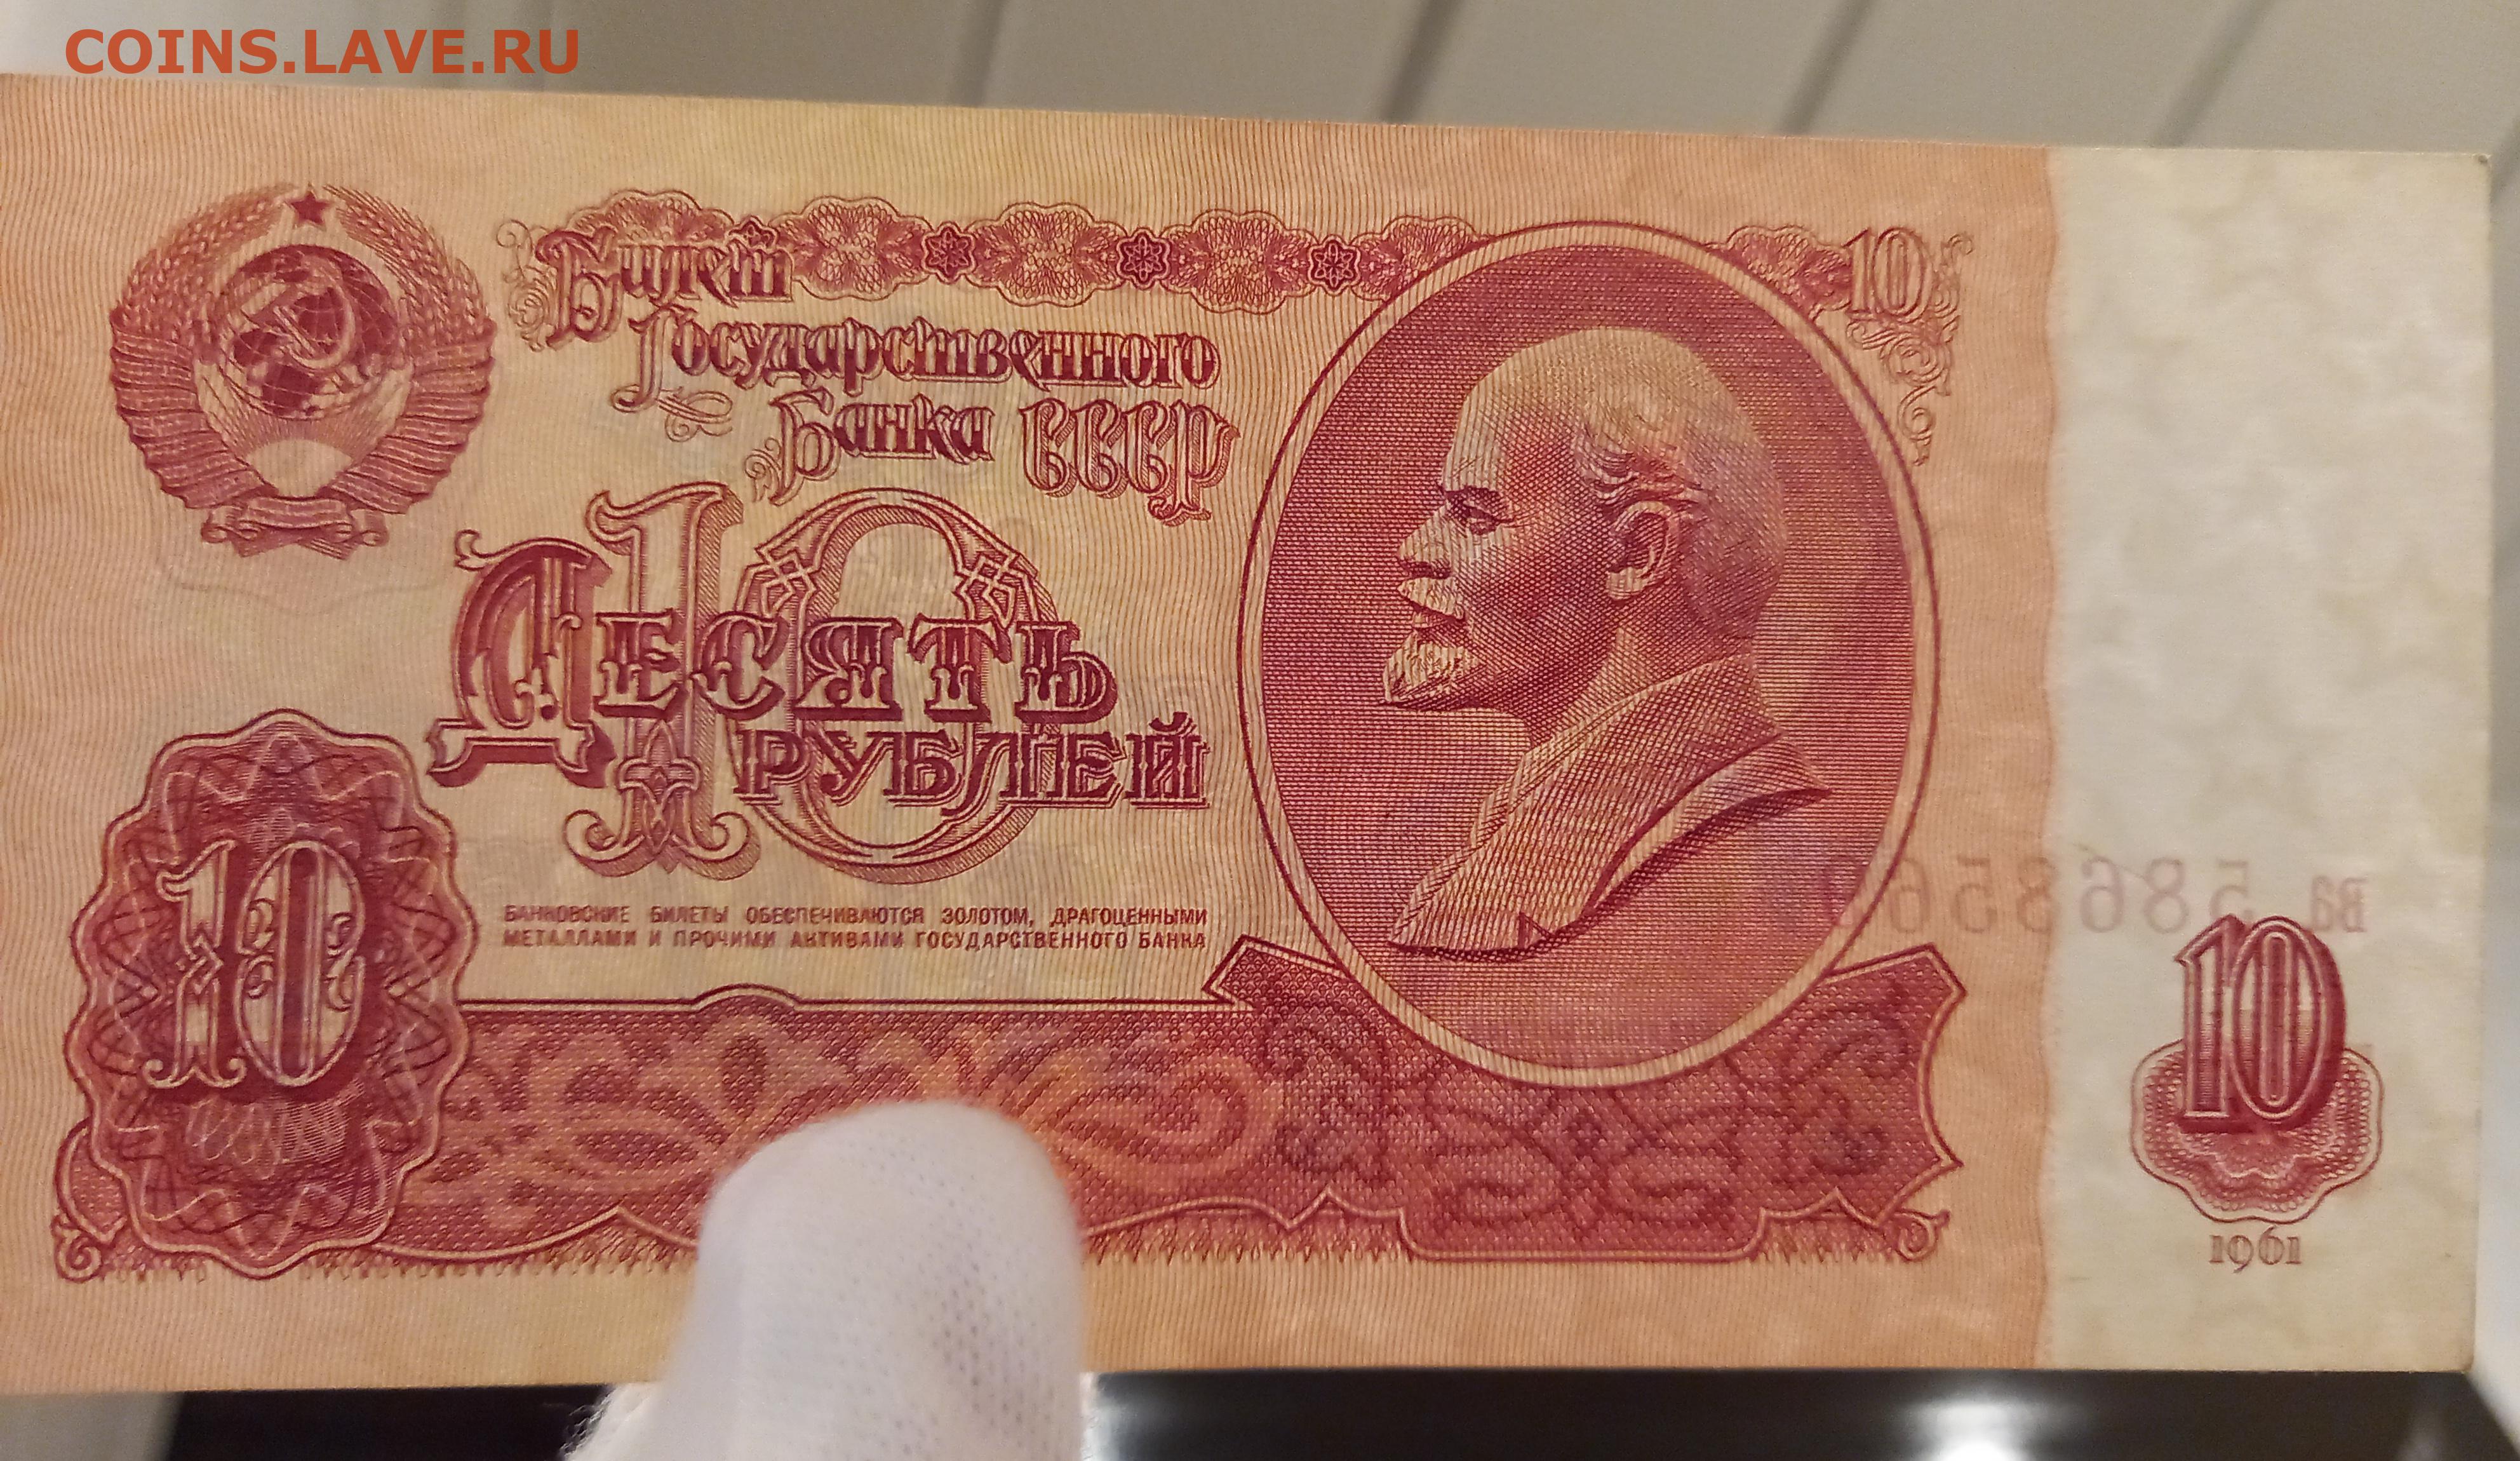 COINS.LAVE.RU
Билет
Государственного
Банка СССР
10
10
Десять
рублей
10
БАНКОВСКИЕ БИЛЕТЫ ОБЕСПЕЧИВАЮТСЯ ЗОЛОТОМ, ДРАГОЦЕННЫМИ
МЕТАЛЛАМИ И ПРОЧИМИ АКТИВАМИ ГОСУДАРСТВЕННОГО БАНКА
ва
10
1961